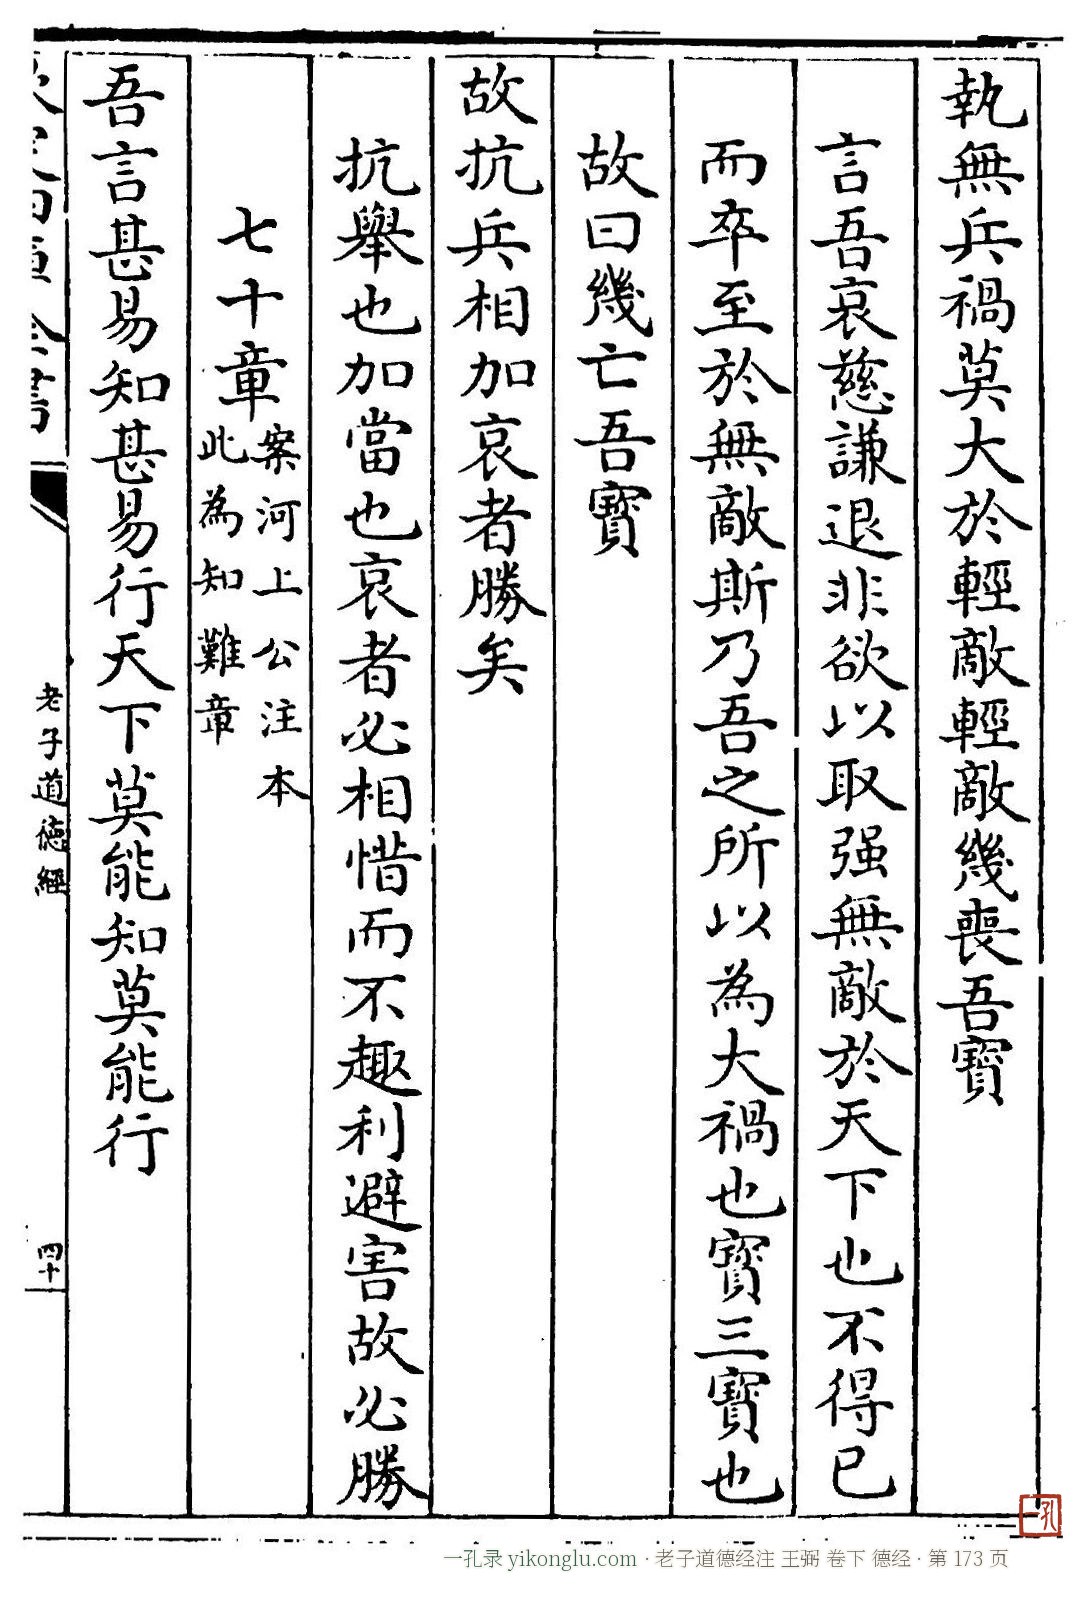 執無兵禍莫大於輕敵輕敵幾喪吾寶
言吾哀慈謙退非欲以取强無敵於天下也不得已
而卒至於無敵斯乃吾之所以為大禍也寳三寳也
故曰幾亡吾寳
故抗兵相加哀者勝矣
抗舉也加當也哀者必相惜而不趣利避害故必勝
七十章
案河上公注本
此為知難章
吾言甚易知甚易行天下莫能知莫能行
老子道徳經
四十
一孔
一孔录 yikonglu.com · 老子道德经注 王弼 卷下 德经 · 第 173 页